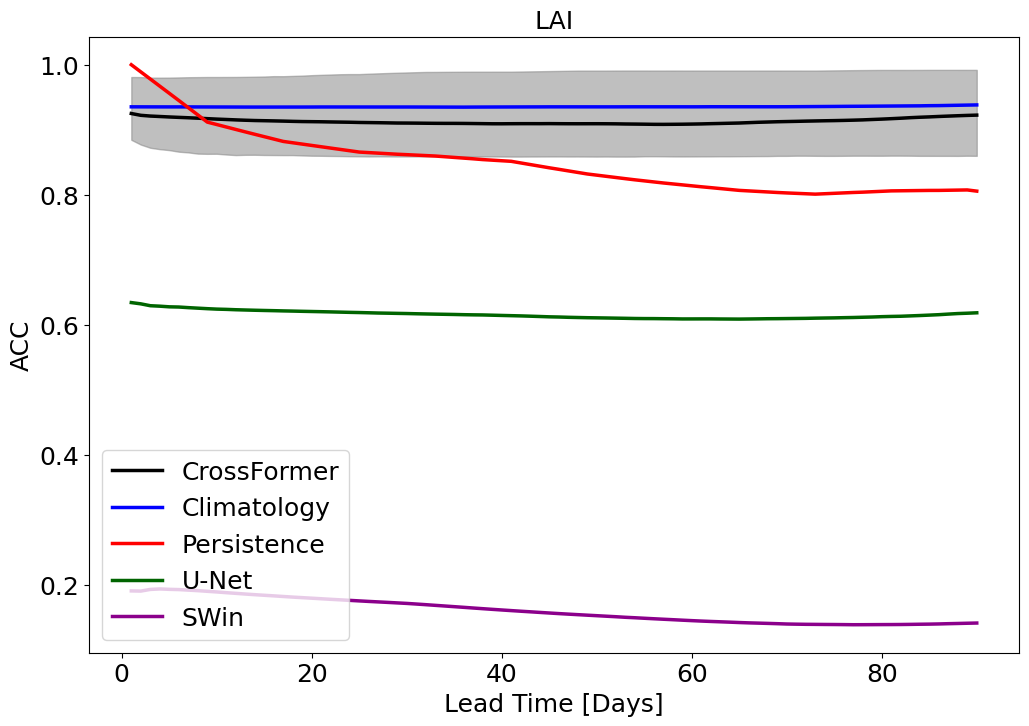 LAI
ACC
1.0
0.8
0.6
0.4
0.2
CrossFormer
Climatology
Persistence
U-Net
SWin
0 20 40 60 80
Lead Time [Days]